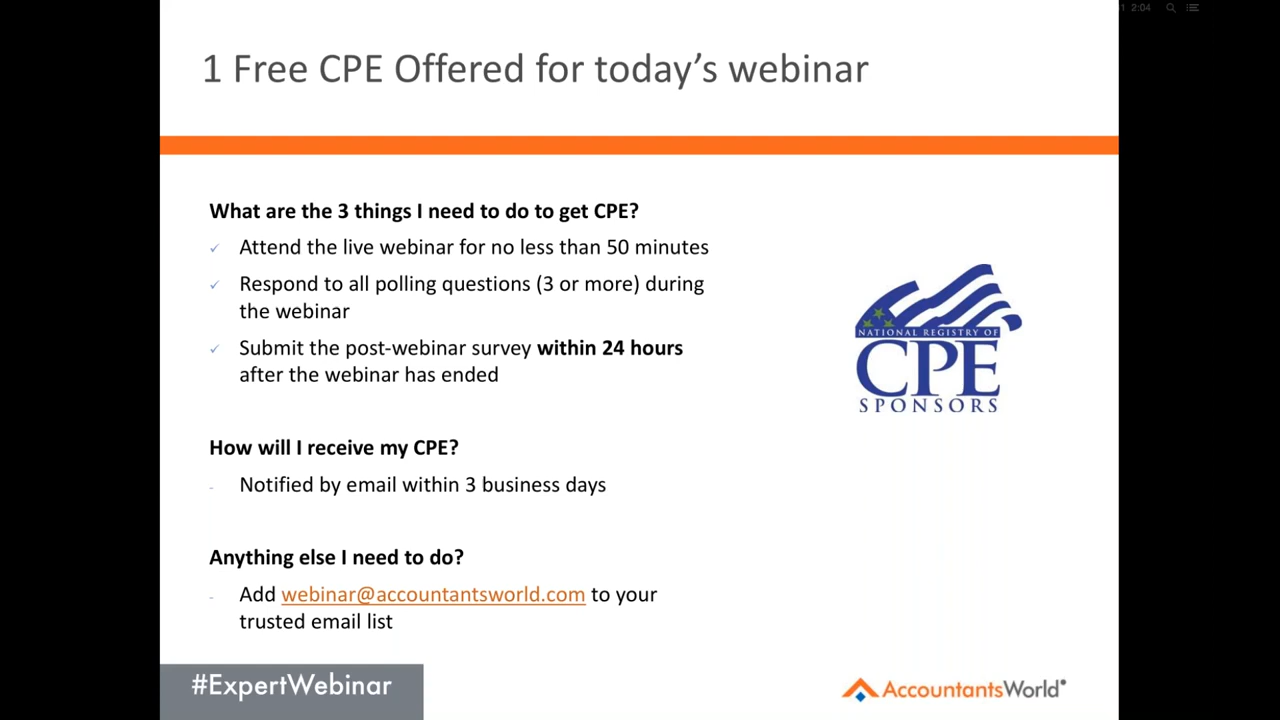 1 2:04
1 Free CPE Offered for today's webinar
What are the 3 things I need to do to get CPE?
✓ Attend the live webinar for no less than 50 minutes
✓ Respond to all polling questions (3 or more) during
the webinar
✓ Submit the post-webinar survey within 24 hours
after the webinar has ended
NATIONAL REGISTRY OF
CPE
SPONSORS
How will I receive my CPE?
- Notified by email within 3 business days
Anything else I need to do?
- Add webinar@accountantsworld.com to your
trusted email list
#ExpertWebinar
AccountantsWorld®